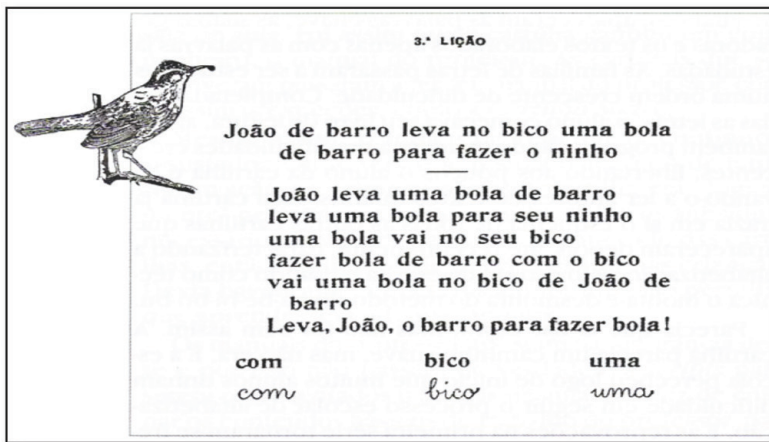 3.ª LIÇÃO
João de barro leva no bico uma bola
de barro para fazer o ninho
João leva uma bola de barro
leva uma bola para seu ninho
uma bola vai no seu bico
fazer bola de barro com o bico
vai uma bola no bico de João de
barro
Leva, João, o barro para fazer bola!
com bico uma
com bico uma